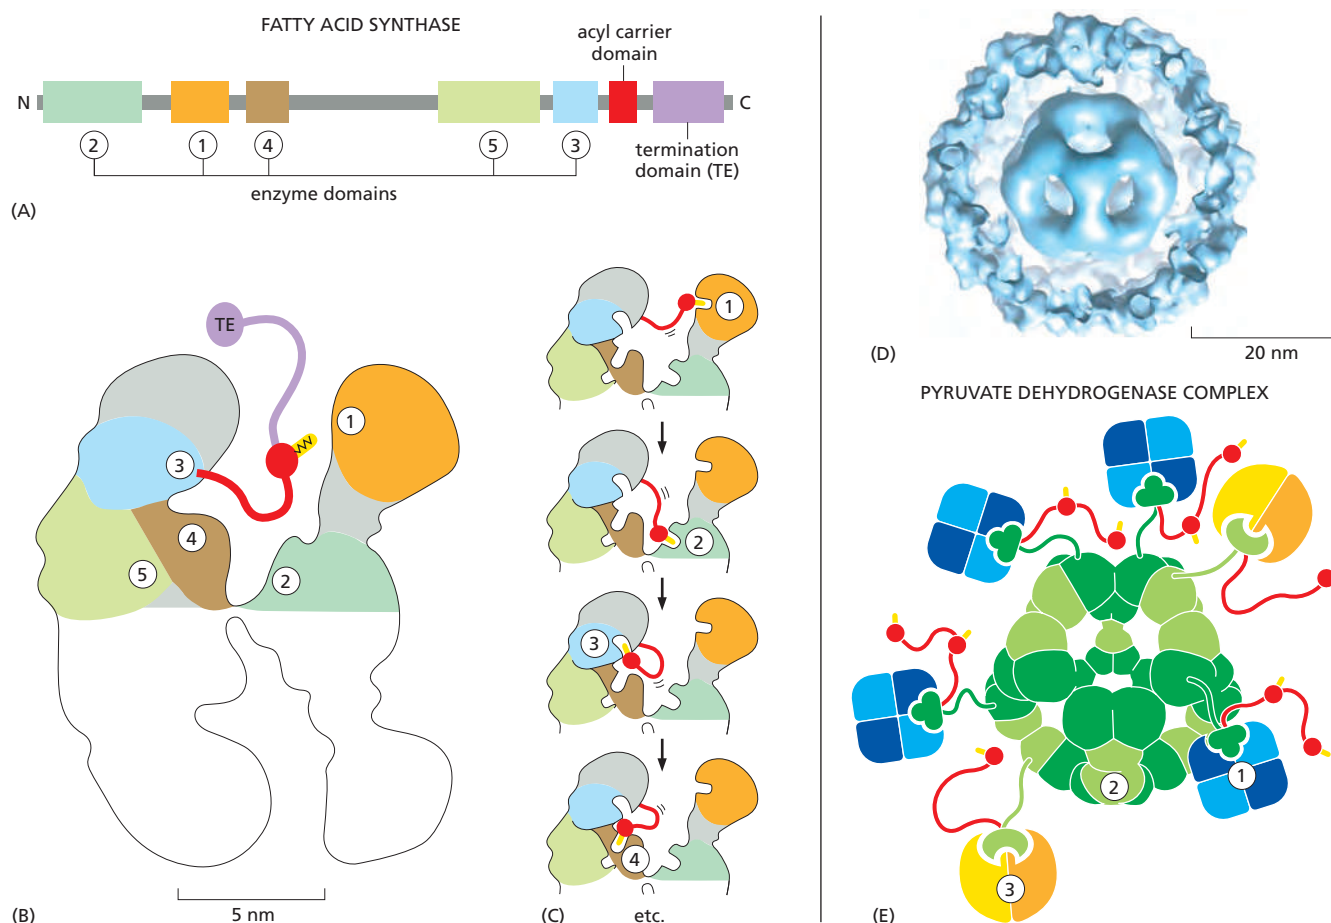 FATTY ACID SYNTHASE
acyl carrier
domain
N
C
2
1
4
5
3
enzyme domains
termination
domain (TE)
(A)
TE
1
3
4
5
2
5 nm
(B)
1
2
3
4
(C)
etc.
20 nm
(D)
PYRUVATE DEHYDROGENASE COMPLEX
1
2
3
(E)